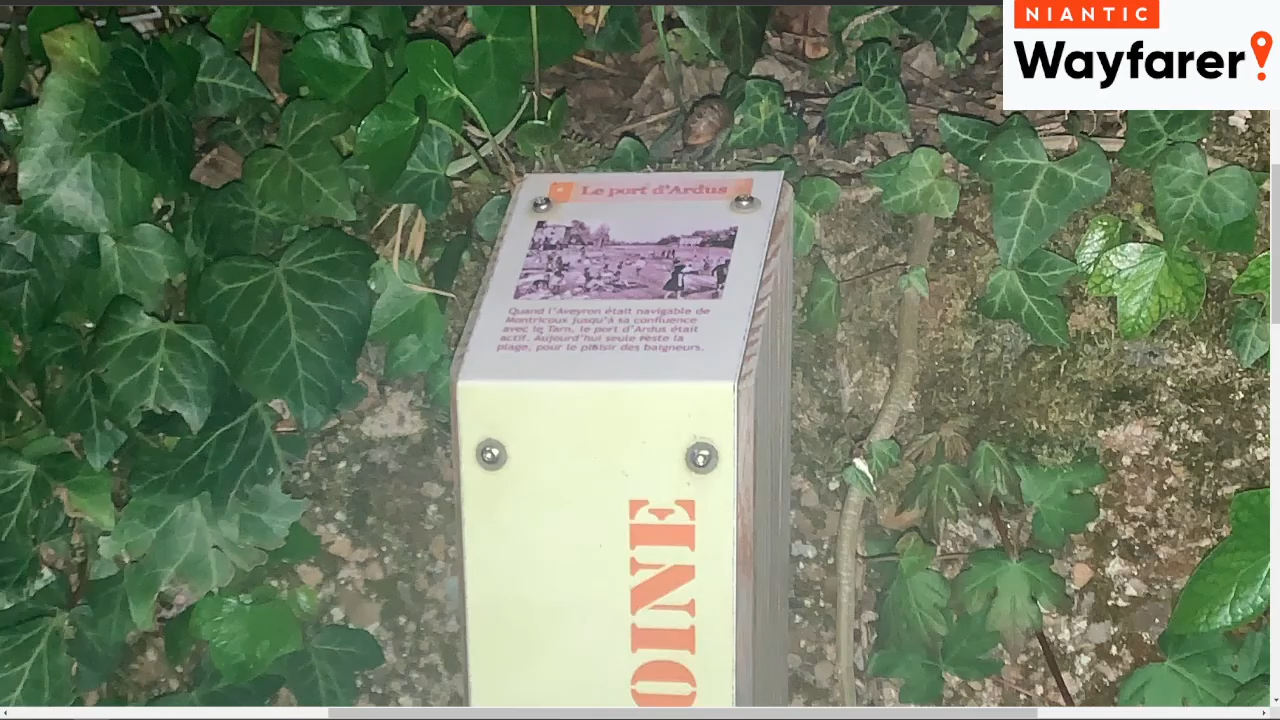 NIANTIC
Wayfarer
Le port d'Ardus
Quand l'Aveyron était navigable de
Montricoux jusqu'à sa confluence
avec le Tarn, le port d'Ardus était
actif. Aujourd'hui seule reste la
plage, pour le plaisir des baigneurs.
OINE